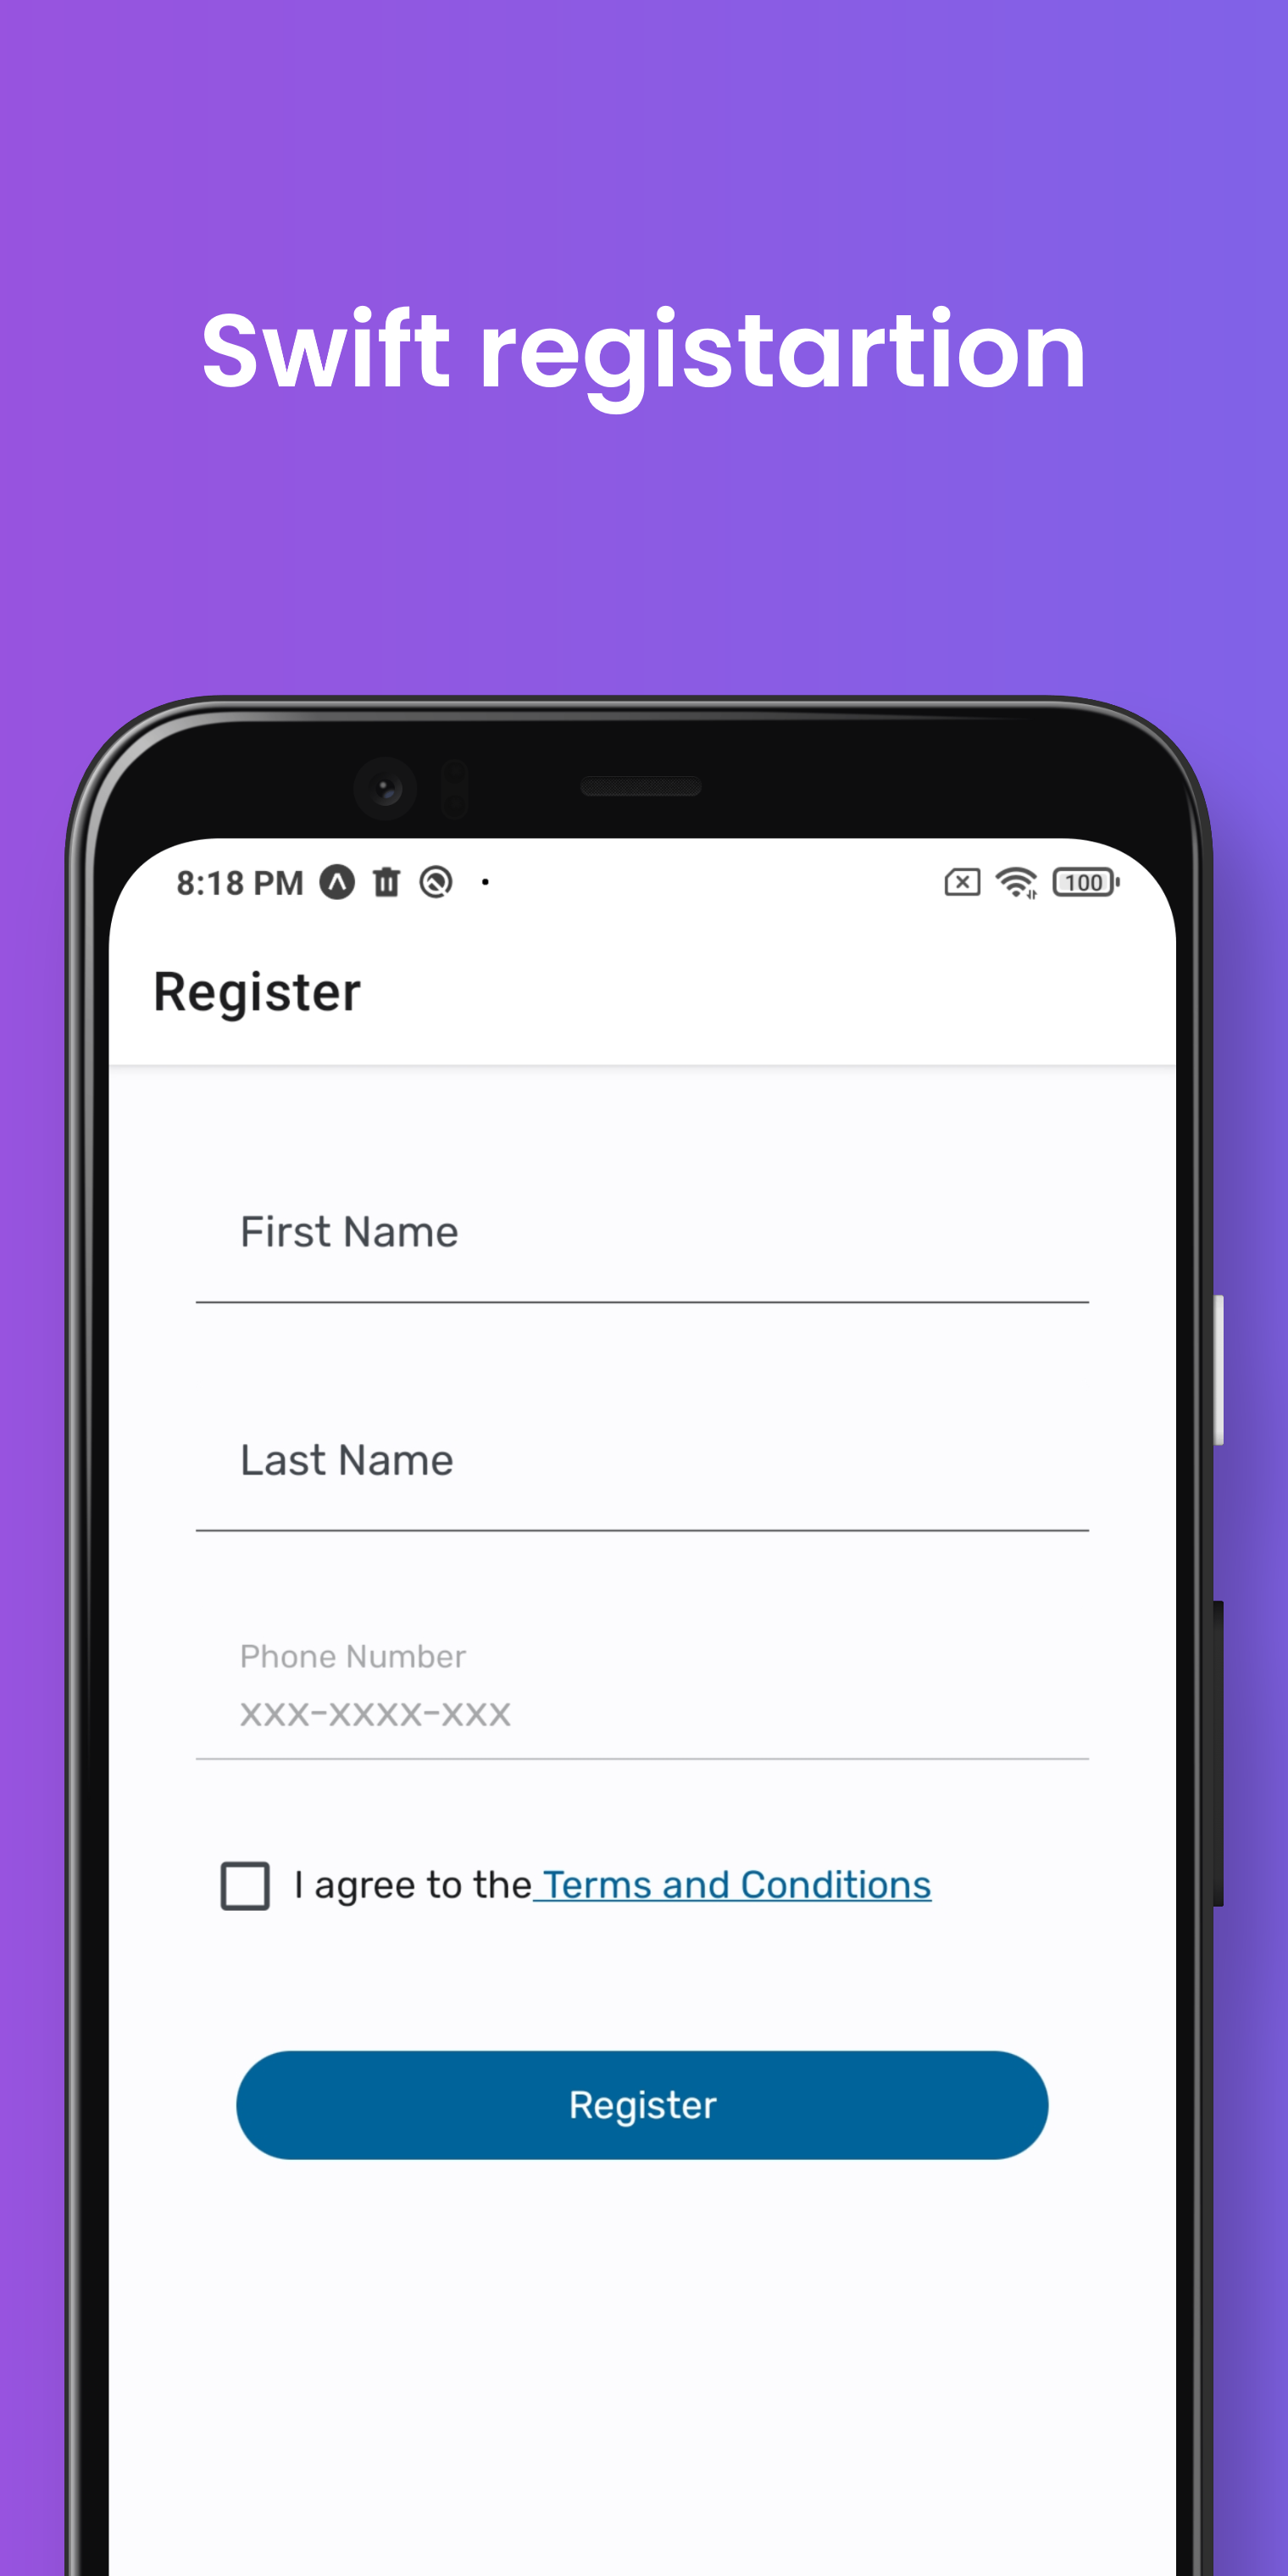 Swift registartion
8:18 PM
100
Register
First Name
Last Name
Phone Number
xxx-xxxx-xxx
I agree to the Terms and Conditions
Register